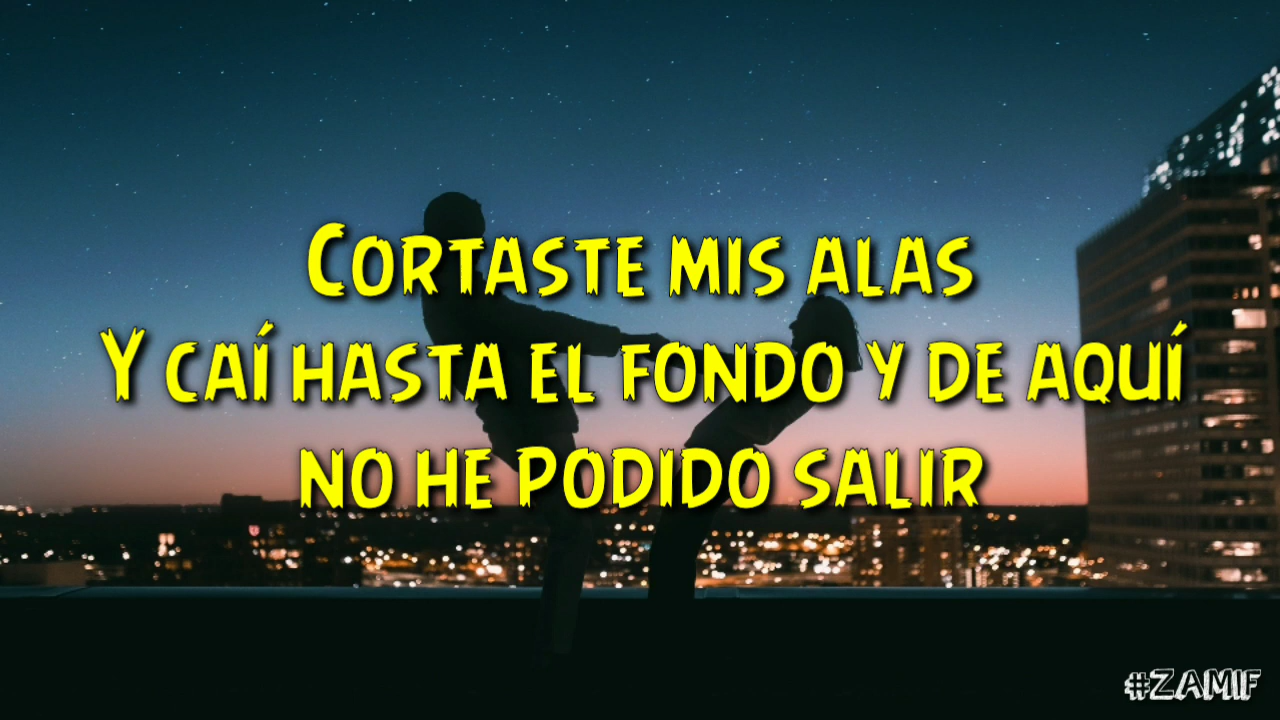 Cortaste mis alas
Y caí hasta el fondo y de aquí
no he podido salir
#ZAMIF